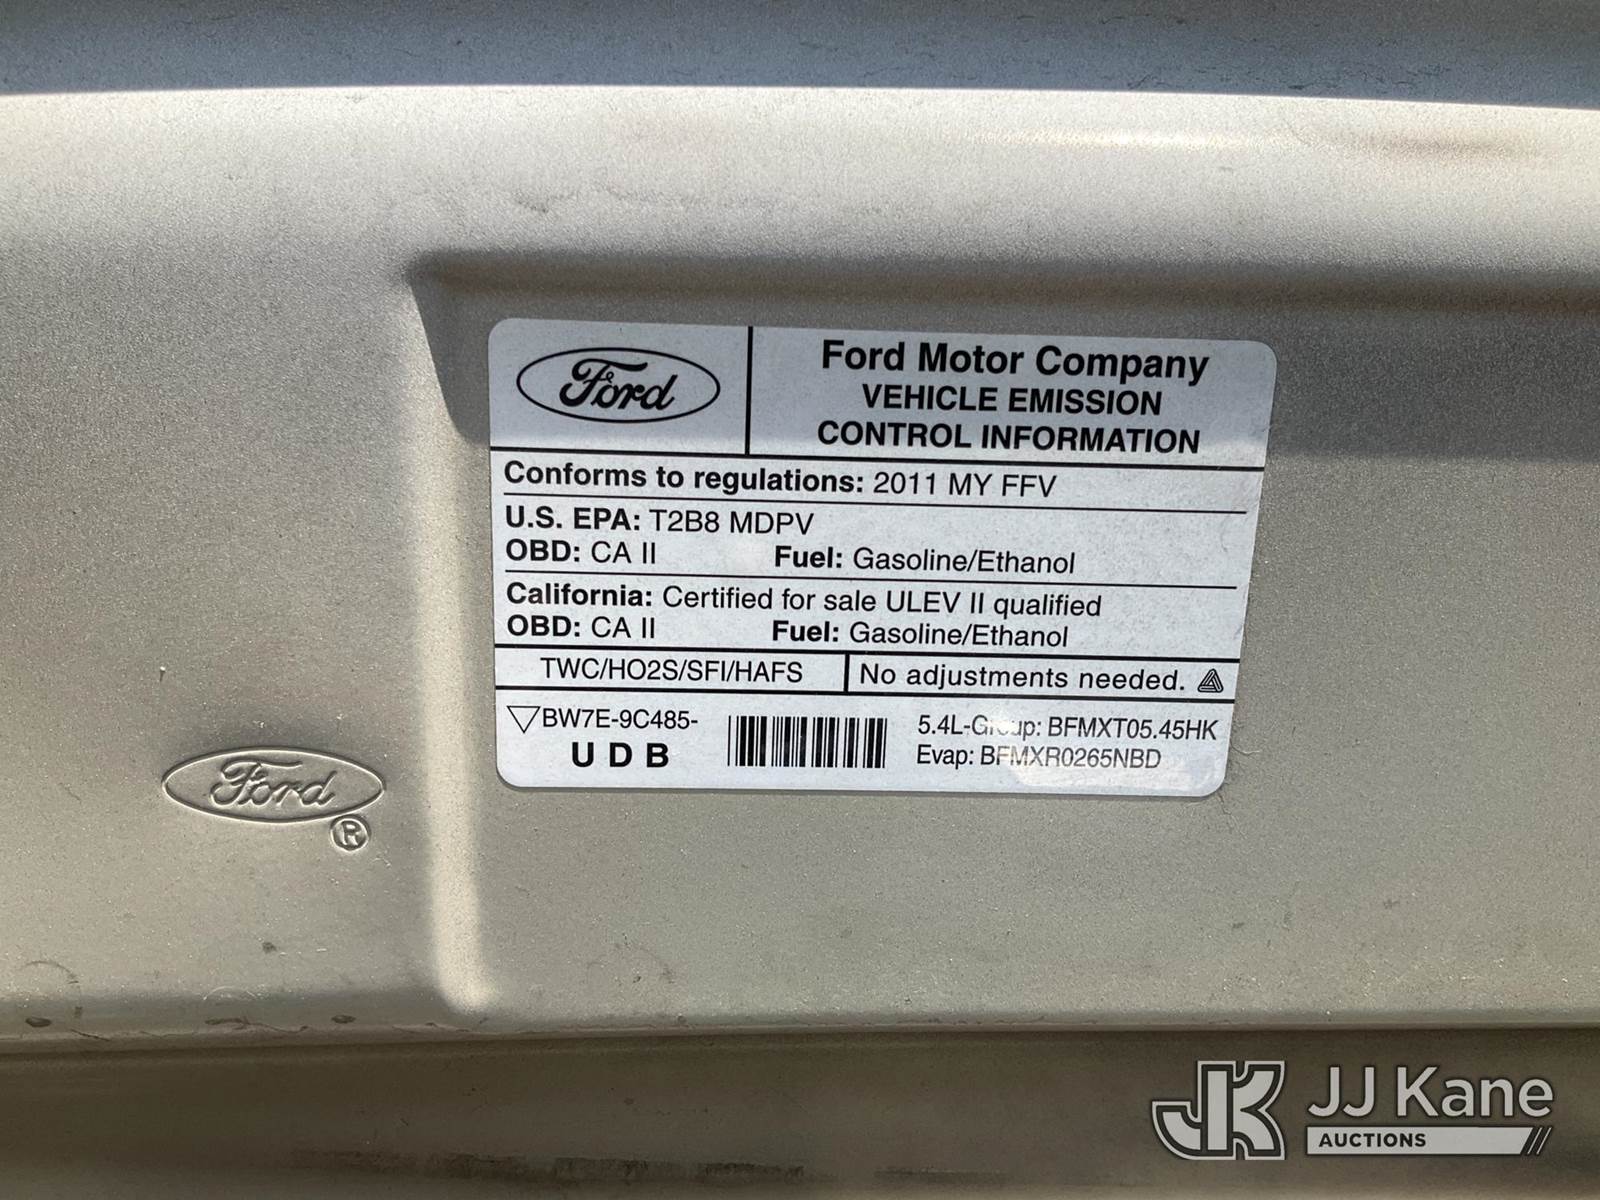 Ford
Ford Motor Company
VEHICLE EMISSION
CONTROL INFORMATION
Conforms to regulations: 2011 MY FFV
U.S. EPA: T2B8 MDPV
OBD: CA II Fuel: Gasoline/Ethanol
California: Certified for sale ULEV II qualified
OBD: CA II Fuel: Gasoline/Ethanol
TWC/HO2S/SFI/HAFS
No adjustments needed.
BW7E-9C485-
UDB
5.4L-Group: BFMXT05.45HK
Evap: BFMXR0265NBD
Ford
®
JK JJ Kane
AUCTIONS